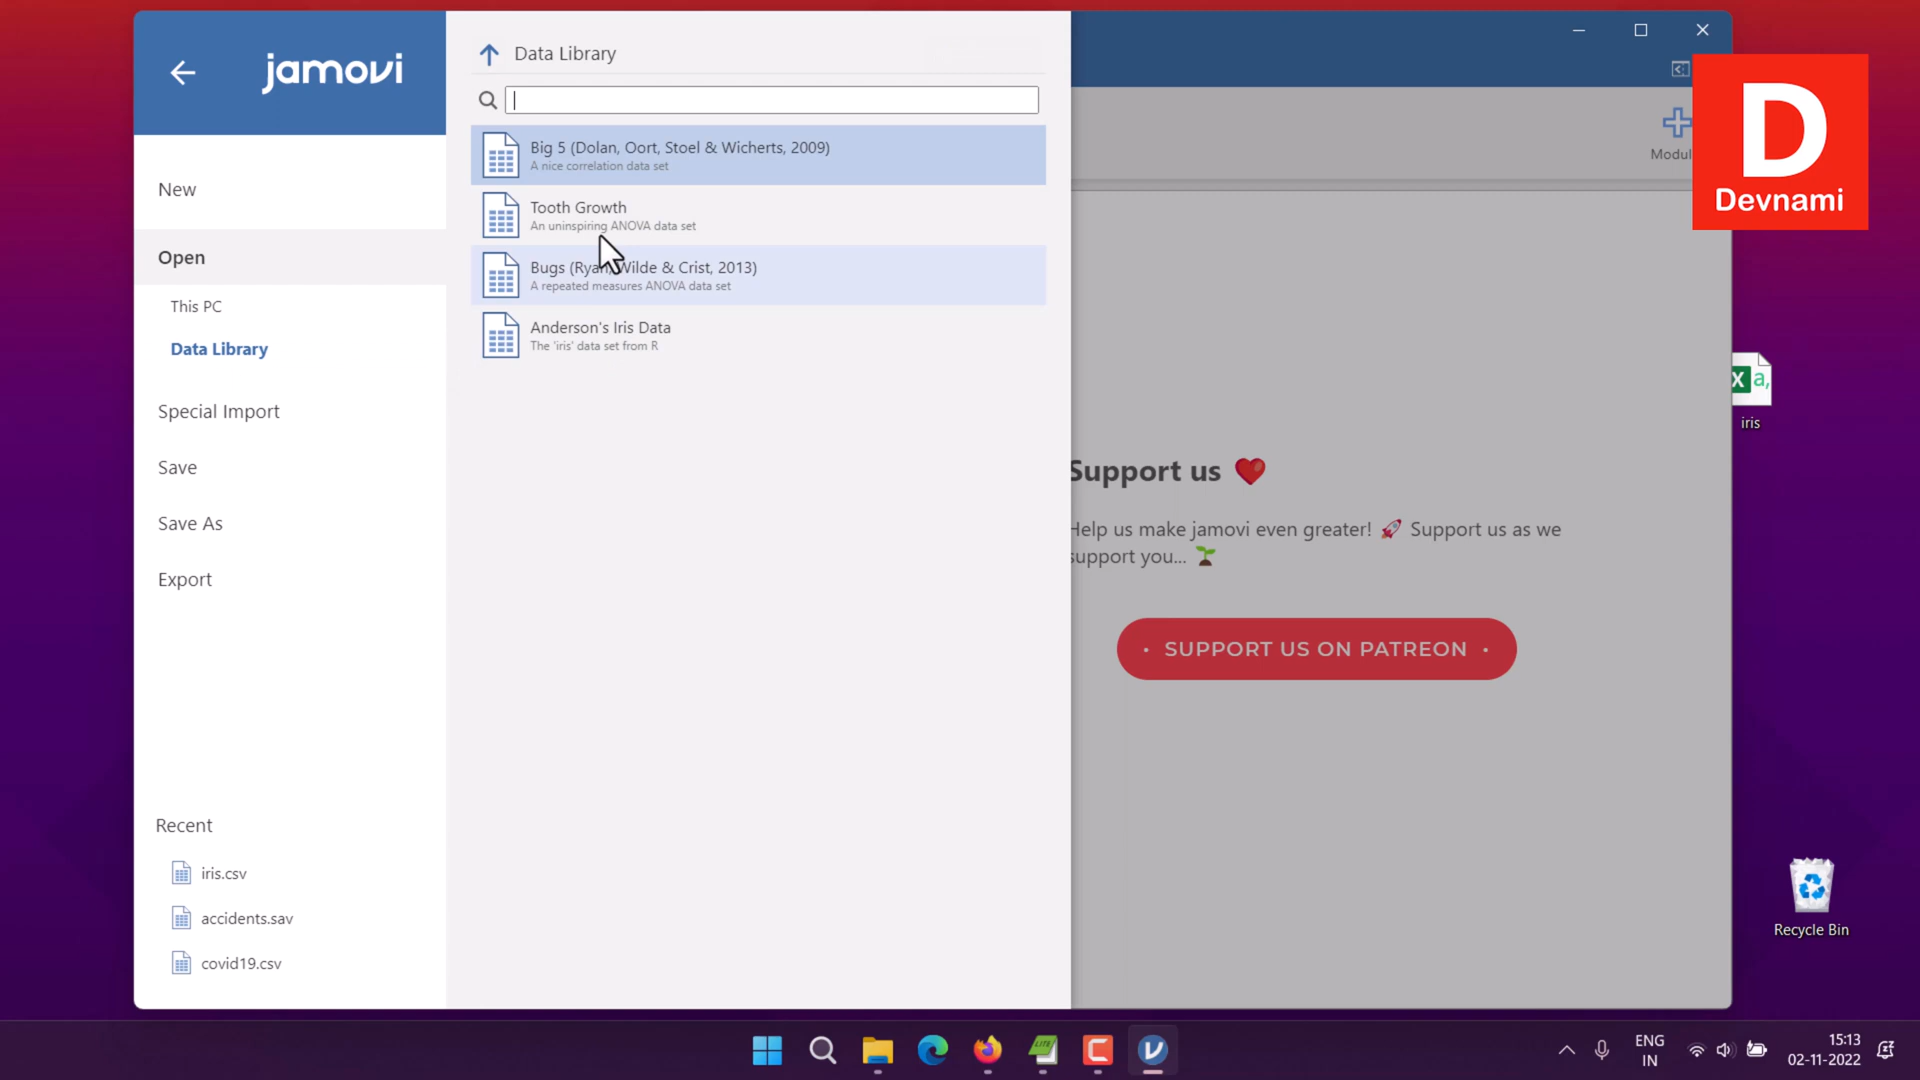 jamovi
New
Open
This PC
Data Library
Special Import
Save
Save As
Export
Recent
iris.csv
accidents.sav
covid19.csv
Data Library
Big 5 (Dolan, Oort, Stoel & Wicherts, 2009)
A nice correlation data set
Tooth Growth
An uninspiring ANOVA data set
Bugs (Ryan, Wilde & Crist, 2013)
A repeated measures ANOVA data set
Anderson's Iris Data
The 'iris' data set from R
Modul
D
Devnami
Support us
Help us make jamovi even greater! Support us as we
support you...
• SUPPORT US ON PATREON •
X a,
iris
Recycle Bin
LITE
C
ENG
IN
15:13
02-11-2022